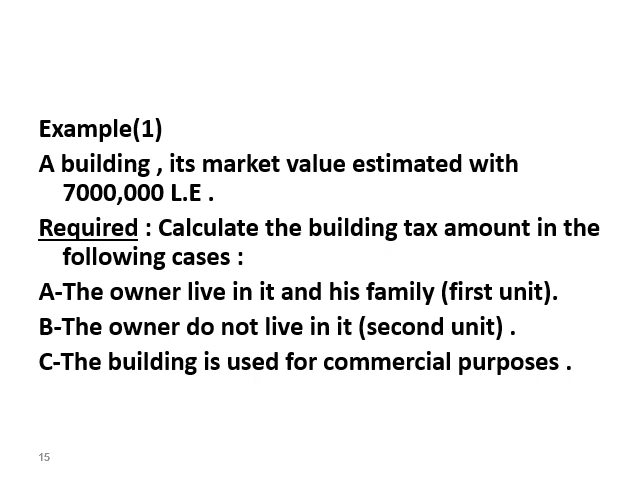 Example(1)
A building , its market value estimated with
7000,000 L.E .
Required : Calculate the building tax amount in the
following cases :
A-The owner live in it and his family (first unit).
B-The owner do not live in it (second unit) .
C-The building is used for commercial purposes .
15